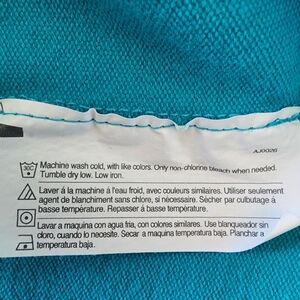 AJ0026
30C Machine wash cold, with like colors. Only non-chlorine bleach when needed.
Tumble dry low. Low iron.
Laver á la machine á l'eau froid, avec couleurs similaires. Utiliser seulement
agent de blanchiment sans chlore, si nécessaire. Sécher par culbutage á
basse température. Repasser á basse température.
Lavar a maquina con agua fria, con colores similares. Use blanqueador sin
cloro, cuando lo necesite. Secar a maquina temperatura baja. Planchar a
temperatura baja.